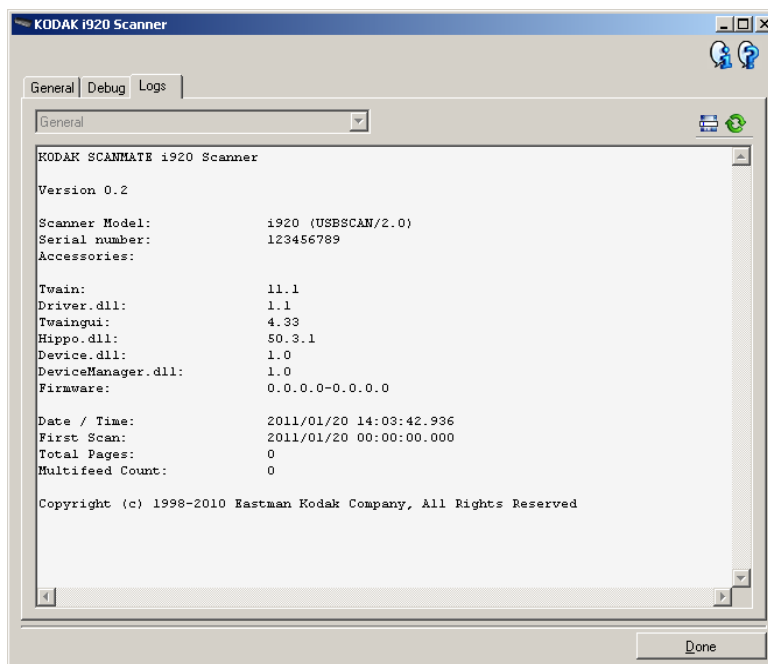 KODAK i920 Scanner
General Debug Logs
General
KODAK SCANMATE i920 Scanner
Version 0.2
Scanner Model: i920 (USBSCAN/2.0)
Serial number: 123456789
Accessories:
Twain: 11.1
Driver.dll: 1.1
Twaingui: 4.33
Hippo.dll: 50.3.1
Device.dll: 1.0
DeviceManager.dll: 1.0
Firmware: 0.0.0.0-0.0.0.0
Date / Time: 2011/01/20 14:03:42.936
First Scan: 2011/01/20 00:00:00.000
Total Pages: 0
Multifeed Count: 0
Copyright (c) 1998-2010 Eastman Kodak Company, All Rights Reserved
Done